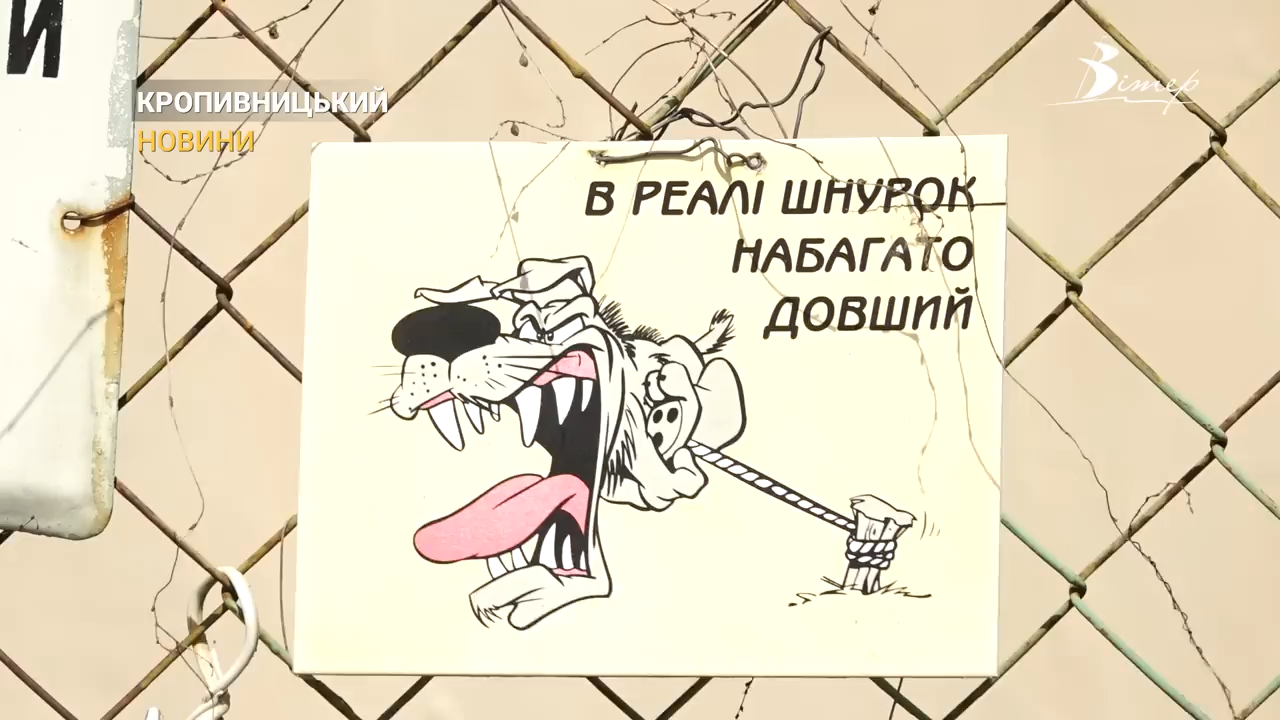 И
КРОПИВНИЦЬКИЙ
НОВИНИ
Вітер
В РЕАЛІ ШНУРОК
НАБАГАТО
ДОВШИЙ